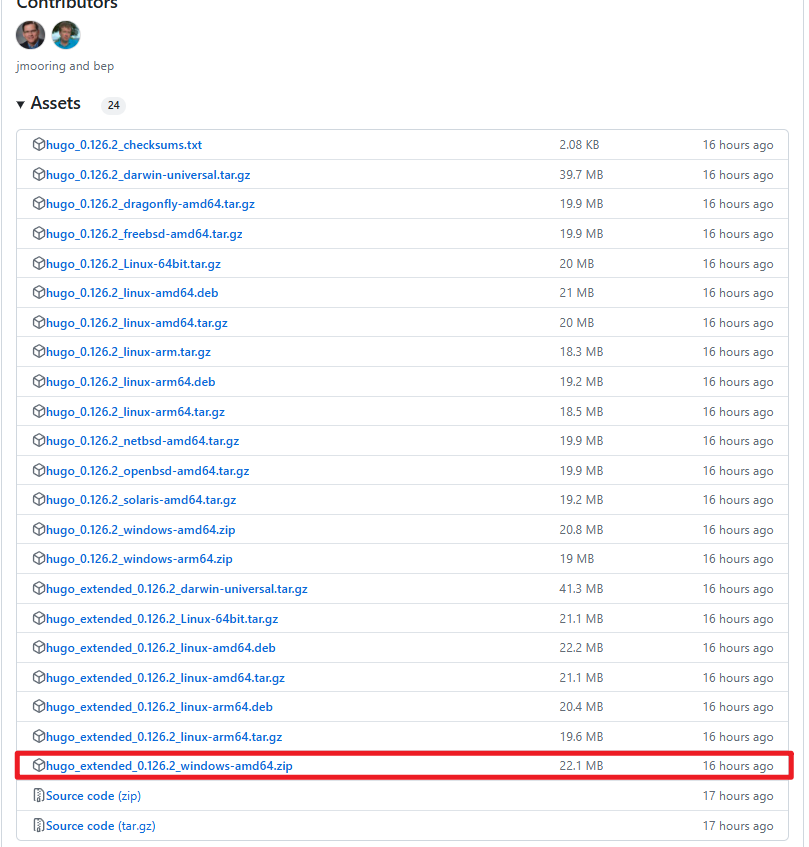 Contributors
jmooring and bep
Assets 24
hugo_0.126.2_checksums.txt 2.08 KB 16 hours ago
hugo_0.126.2_darwin-universal.tar.gz 39.7 MB 16 hours ago
hugo_0.126.2_dragonfly-amd64.tar.gz 19.9 MB 16 hours ago
hugo_0.126.2_freebsd-amd64.tar.gz 19.9 MB 16 hours ago
hugo_0.126.2_Linux-64bit.tar.gz 20 MB 16 hours ago
hugo_0.126.2_linux-amd64.deb 21 MB 16 hours ago
hugo_0.126.2_linux-amd64.tar.gz 20 MB 16 hours ago
hugo_0.126.2_linux-arm.tar.gz 18.3 MB 16 hours ago
hugo_0.126.2_linux-arm64.deb 19.2 MB 16 hours ago
hugo_0.126.2_linux-arm64.tar.gz 18.5 MB 16 hours ago
hugo_0.126.2_netbsd-amd64.tar.gz 19.9 MB 16 hours ago
hugo_0.126.2_openbsd-amd64.tar.gz 19.9 MB 16 hours ago
hugo_0.126.2_solaris-amd64.tar.gz 19.2 MB 16 hours ago
hugo_0.126.2_windows-amd64.zip 20.8 MB 16 hours ago
hugo_0.126.2_windows-arm64.zip 19 MB 16 hours ago
hugo_extended_0.126.2_darwin-universal.tar.gz 41.3 MB 16 hours ago
hugo_extended_0.126.2_Linux-64bit.tar.gz 21.1 MB 16 hours ago
hugo_extended_0.126.2_linux-amd64.deb 22.2 MB 16 hours ago
hugo_extended_0.126.2_linux-amd64.tar.gz 21.1 MB 16 hours ago
hugo_extended_0.126.2_linux-arm64.deb 20.4 MB 16 hours ago
hugo_extended_0.126.2_linux-arm64.tar.gz 19.6 MB 16 hours ago
hugo_extended_0.126.2_windows-amd64.zip 22.1 MB 16 hours ago
Source code (zip) 17 hours ago
Source code (tar.gz) 17 hours ago